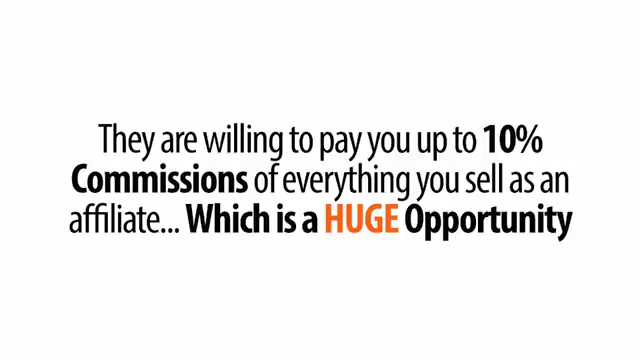 They are willing to pay you up to 10%
Commissions of everything you sell as an
affiliate... Which is a HUGE Opportunity